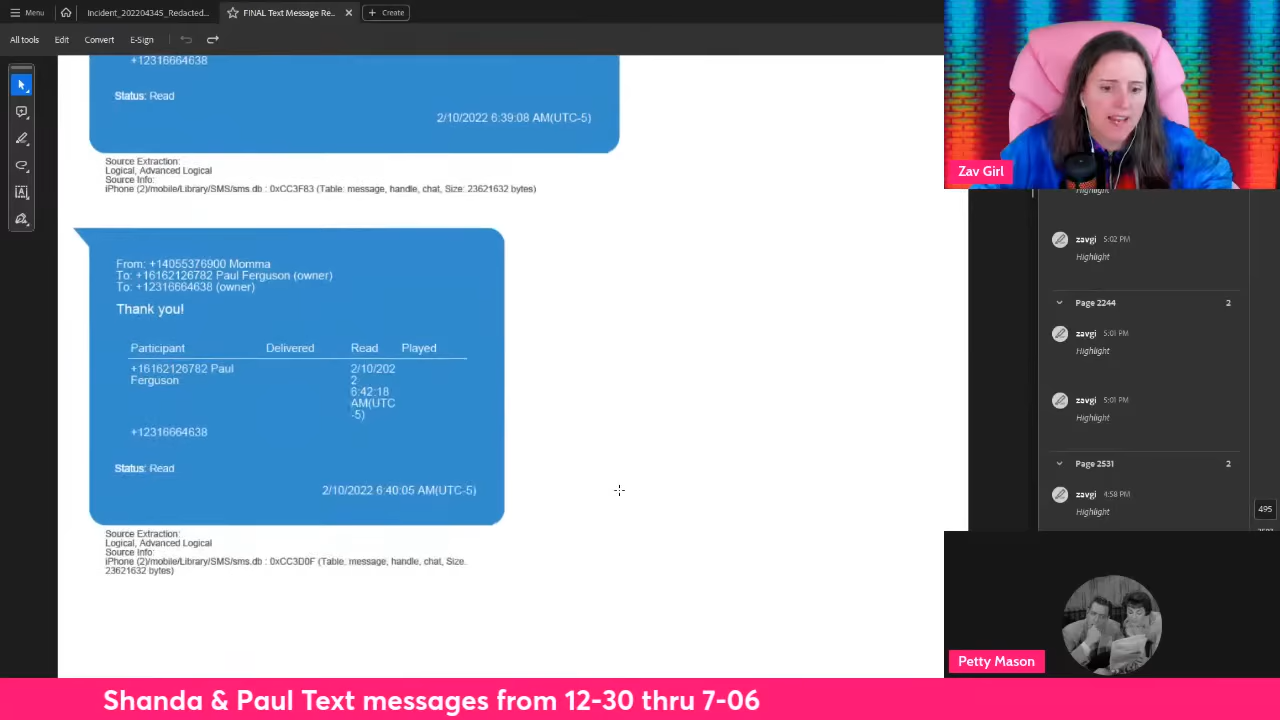 Menu
Incident_202204345_Redacted...
FINAL Text Message Re...
Create
All tools
Edit
Convert
E-Sign
+12316664638
Status: Read
2/10/2022 6:39:08 AM(UTC-5)
Source Extraction:
Logical, Advanced Logical
Source Info:
iPhone (2)/mobile/Library/SMS/sms.db : 0xCC3F83 (Table: message, handle, chat, Size: 23621632 bytes)
From: +14055376900 Momma
To: +16162126782 Paul Ferguson (owner)
To: +12316664638 (owner)
Thank you!
Participant Delivered Read Played
+16162126782 Paul 2/10/202
Ferguson 2
6:42:18
AM(UTC
-5)
+12316664638
Status: Read
2/10/2022 6:40:05 AM(UTC-5)
Source Extraction:
Logical, Advanced Logical
Source Info:
iPhone (2)/mobile/Library/SMS/sms.db : 0xCC3D0F (Table: message, handle, chat, Size:
23621632 bytes)
Zav Girl
Highlight
zavgi 5:02 PM
Highlight
Page 2244 2
zavgi 5:01 PM
Highlight
zavgi 5:01 PM
Highlight
Page 2531 2
zavgi 4:58 PM
Highlight
495
Petty Mason
Shanda & Paul Text messages from 12-30 thru 7-06